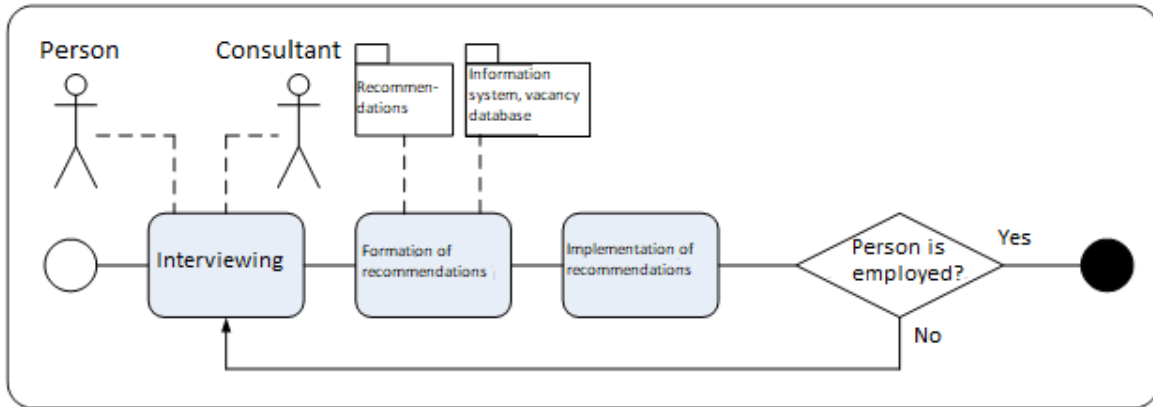 Person
Consultant
Recommen-
dations
Information
system, vacancy
database
Interviewing
Formation of
recommendations
Implementation of
recommendations
Person is
employed?
Yes
No